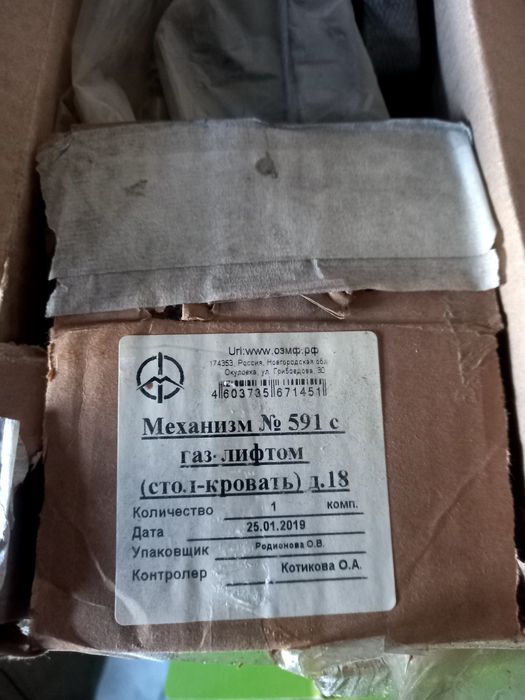 Url:www.озмф.рф
174353, Россия, Новгородская обл.
Окуловка, ул. Грибоедова, 30
4 603735 671451
Механизм № 591 с
газ-лифтом
(стол-кровать) д.18
Количество 1 комп.
Дата 25.01.2019
Упаковщик Родионова О.В.
Контролер Котикова О.А.